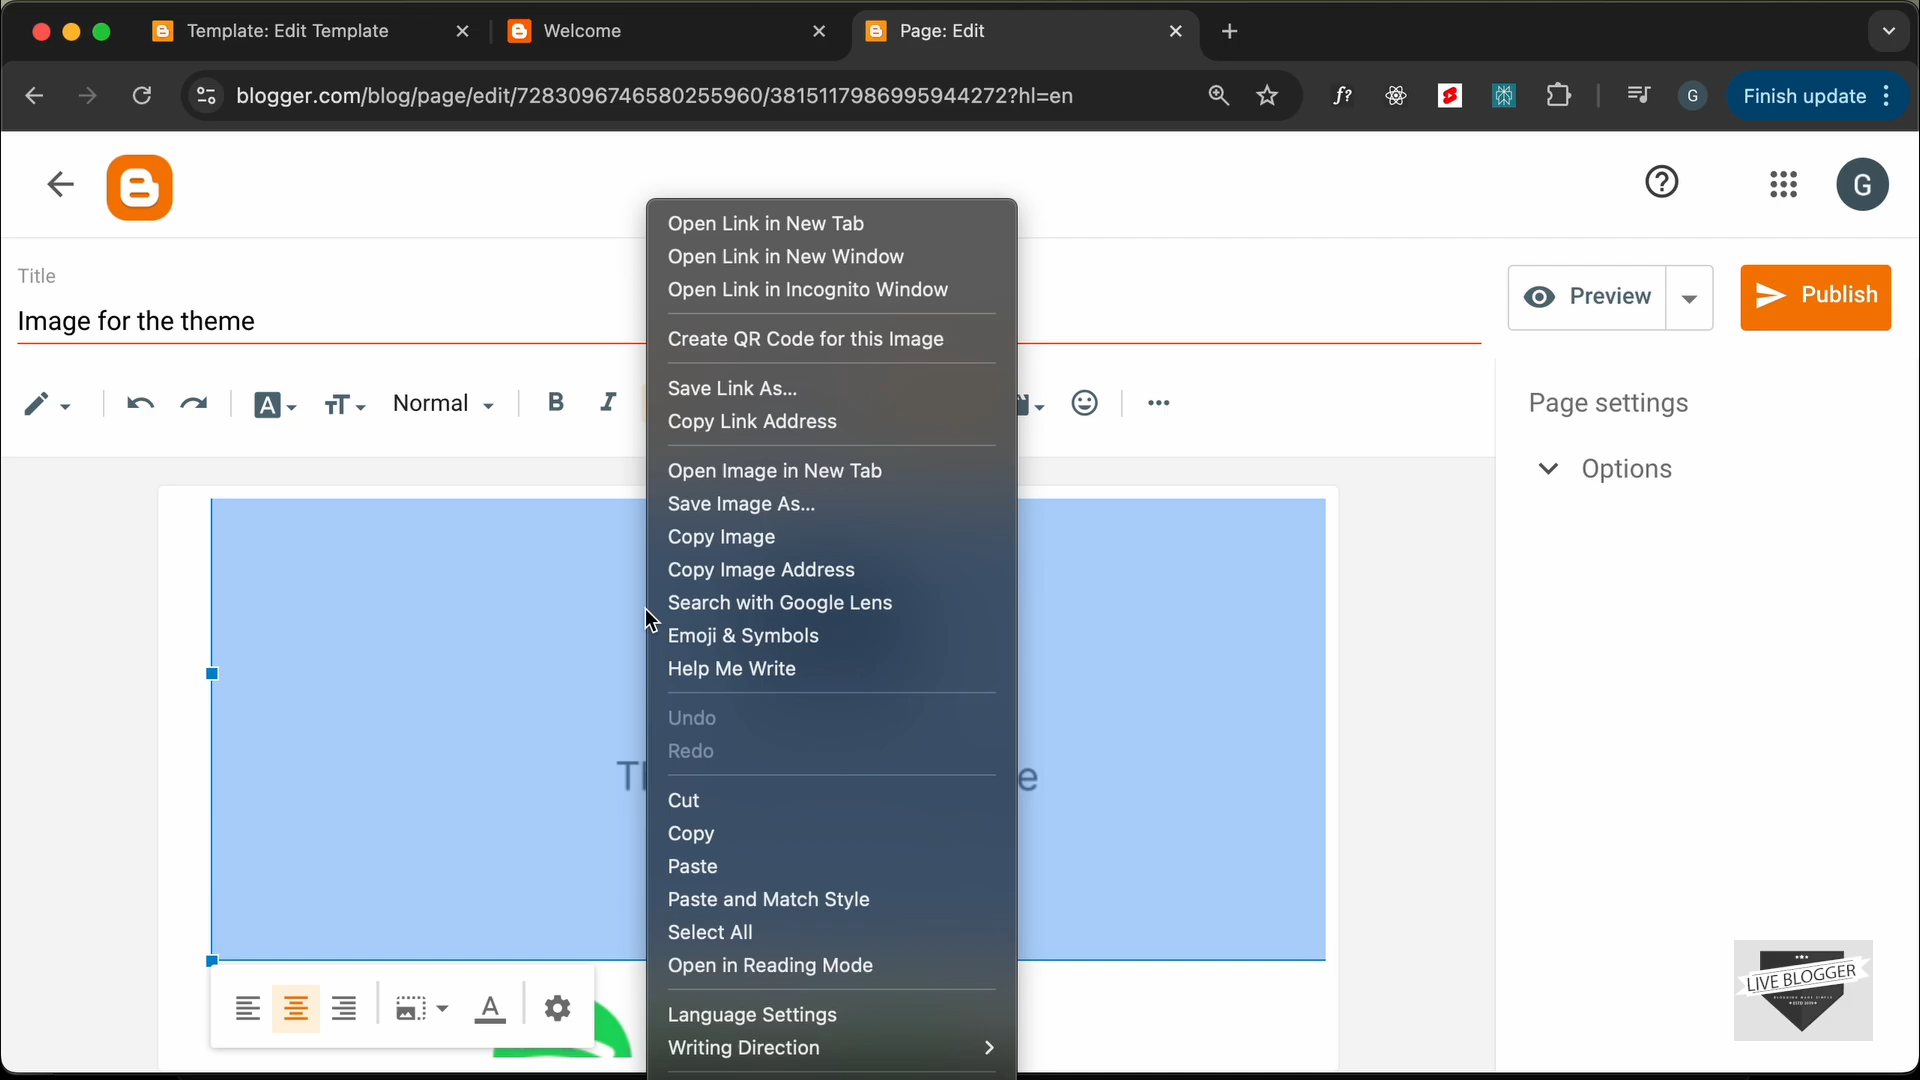 Template: Edit Template
Welcome
Page: Edit
blogger.com/blog/page/edit/7283096746580255960/3815117986995944272?hl=en
f?
G
Finish update
G
Title
Image for the theme
Preview
Publish
Normal
B
I
Page settings
Options
Open Link in New Tab
Open Link in New Window
Open Link in Incognito Window
Create QR Code for this Image
Save Link As...
Copy Link Address
Open Image in New Tab
Save Image As...
Copy Image
Copy Image Address
Search with Google Lens
Emoji & Symbols
Help Me Write
Undo
Redo
Cut
Copy
Paste
Paste and Match Style
Select All
Open in Reading Mode
Language Settings
Writing Direction
LIVE BLOGGER